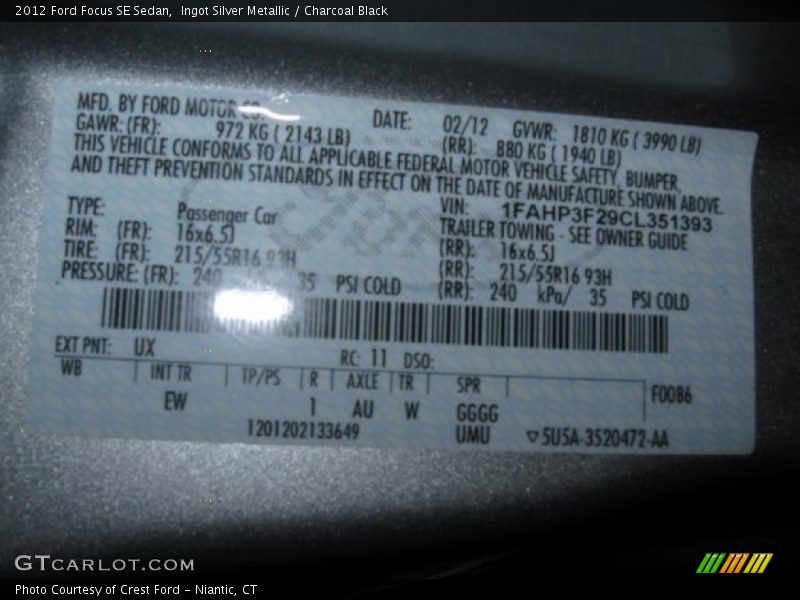 2012 Ford Focus SE Sedan,  Ingot Silver Metallic / Charcoal Black
MFD. BY FORD MOTOR CO.
DATE: 02/12 GVWR: 1810 KG ( 3990 LB)
GAWR: (FR): 972 KG ( 2143 LB) (RR): 880 KG ( 1940 LB)
THIS VEHICLE CONFORMS TO ALL APPLICABLE FEDERAL MOTOR VEHICLE SAFETY, BUMPER,
AND THEFT PREVENTION STANDARDS IN EFFECT ON THE DATE OF MANUFACTURE SHOWN ABOVE.
VIN: 1FAHP3F29CL351393
TYPE: Passenger Car TRAILER TOWING - SEE OWNER GUIDE
RIM: (FR): 16x6.5J (RR): 16x6.5J
TIRE: (FR): 215/55R16 93H (RR): 215/55R16 93H
PRESSURE: (FR): 240 35 PSI COLD (RR): 240 kPa/ 35 PSI COLD
EXT PNT: UX RC: 11 DSO:
WB INT TR TP/PS R AXLE TR SPR F0086
EW 1 AU W GGGG
1201202133649 UMU ▽5U5A-3520472-AA
GTCARLOT.COM
Photo Courtesy of Crest Ford - Niantic, CT